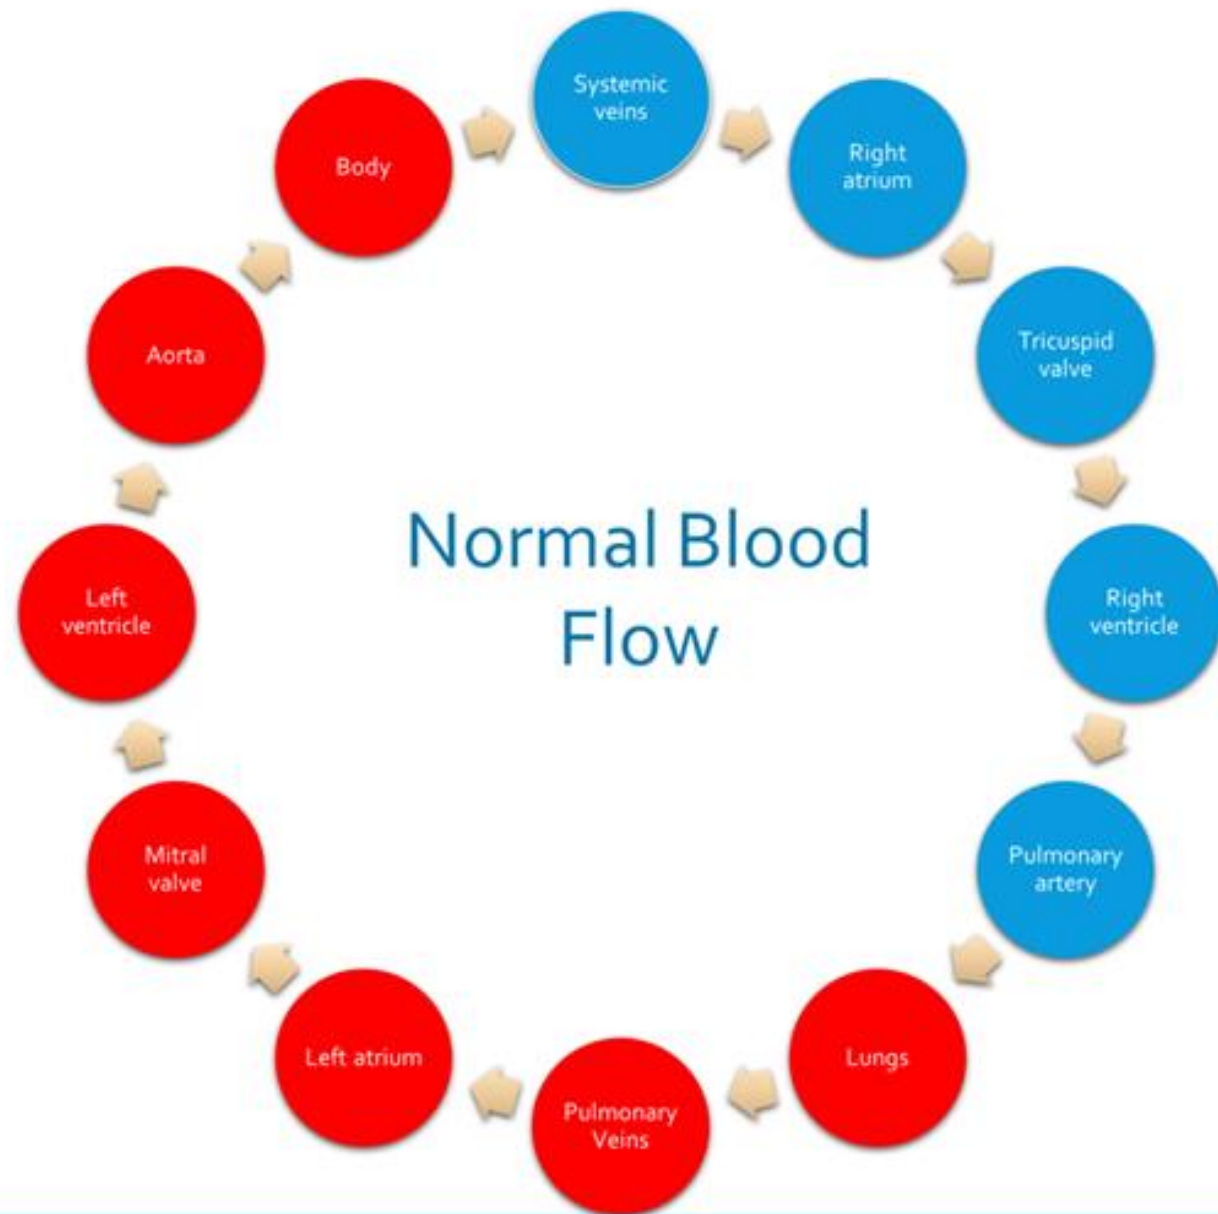 Systemic
veins
Right
atrium
Tricuspid
valve
Right
ventricle
Pulmonary
artery
Lungs
Pulmonary
Veins
Left atrium
Mitral
valve
Left
ventricle
Aorta
Body
Normal Blood
Flow